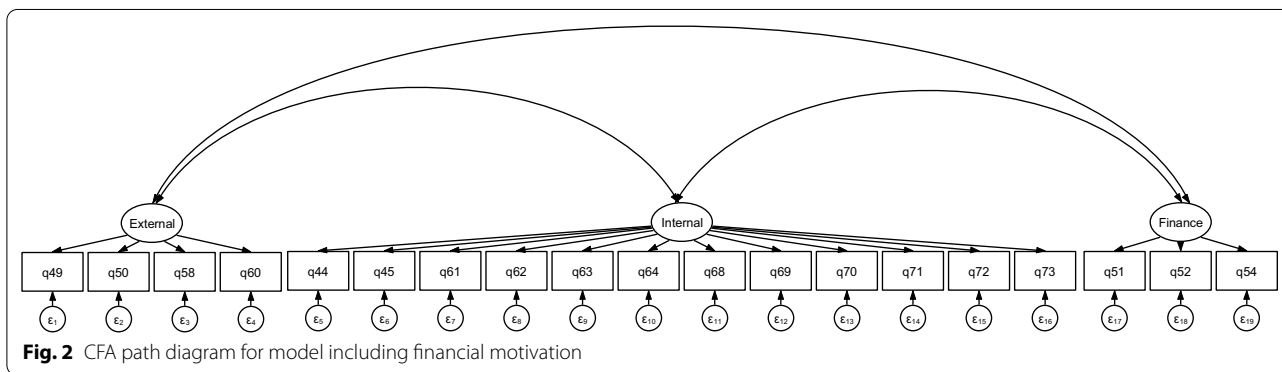 External Internal Finance
q49 q50 q58 q60 q44 q45 q61 q62 q63 q64 q68 q69 q70 q71 q72 q73 q51 q52 q54
ε₁ ε₂ ε₃ ε₄ ε₅ ε₆ ε₇ ε₈ ε₉ ε₁₀ ε₁₁ ε₁₂ ε₁₃ ε₁₄ ε₁₅ ε₁₆ ε₁₇ ε₁₈ ε₁₉
Fig. 2 CFA path diagram for model including financial motivation